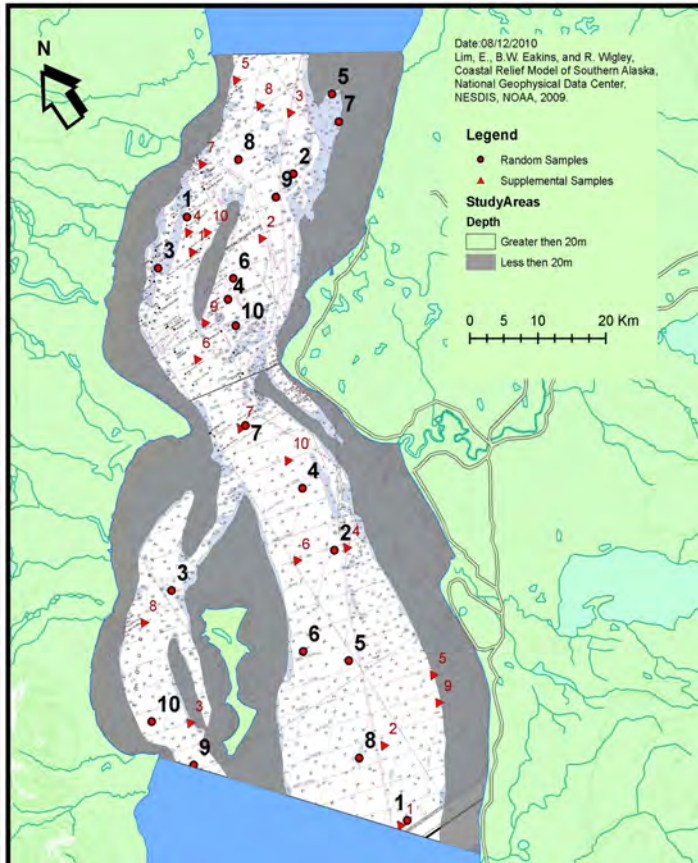 N
Date:08/12/2010
Lim, E., B.W. Eakins, and R. Wigley,
Coastal Relief Model of Southern Alaska,
National Geophysical Data Center,
NESDIS, NOAA, 2009.
Legend
Random Samples
Supplemental Samples
StudyAreas
Depth
Greater then 20m
Less then 20m
0 5 10 20 Km
5
5
8
3
7
7
8
2
9
1
4
10
1
2
3
6
4
9
10
6
7
7
10
4
2
4
6
3
8
6
5
5
9
10
3
2
8
9
1
1